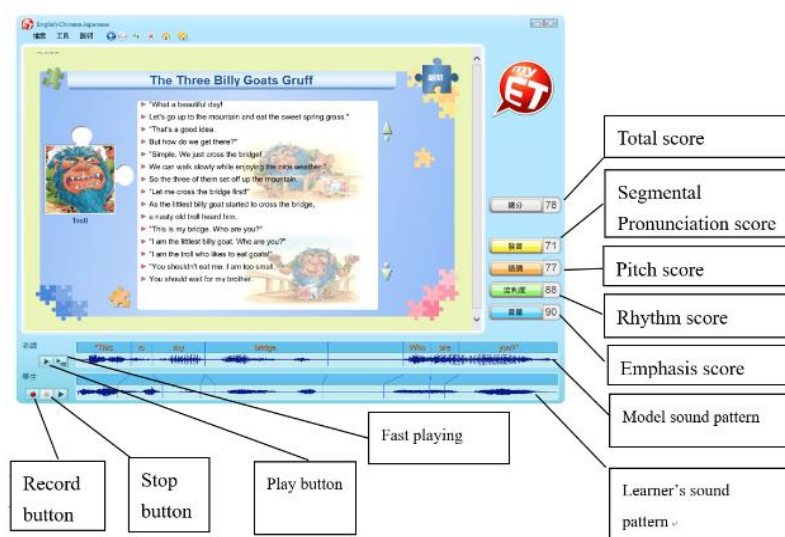 English-Chinese-Japanese
檔案 工具 說明
The Three Billy Goats Gruff
離開
"What a beautiful day!
Let's go up to the mountain and eat the sweet spring grass."
"That's a good idea.
But how do we get there?"
"Simple. We just cross the bridge!
We can walk slowly while enjoying the nice weather."
So the three of them set off up the mountain.
"Let me cross the bridge first!"
As the littlest billy goat started to cross the bridge,
a nasty old troll heard him.
"This is my bridge. Who are you?"
"I am the littlest billy goat. Who are you?"
"I am the troll who likes to eat goats!"
"You shouldn't eat me. I am too small.
You should wait for my brother.
Troll
my
ET
總分 78
發音 71
語調 77
流利度 88
音量 90
"This is my bridge. Who are you?"
學生
Total score
Segmental
Pronunciation score
Pitch score
Rhythm score
Emphasis score
Model sound pattern
Learner's sound
pattern
Fast playing
Play button
Stop
button
Record
button